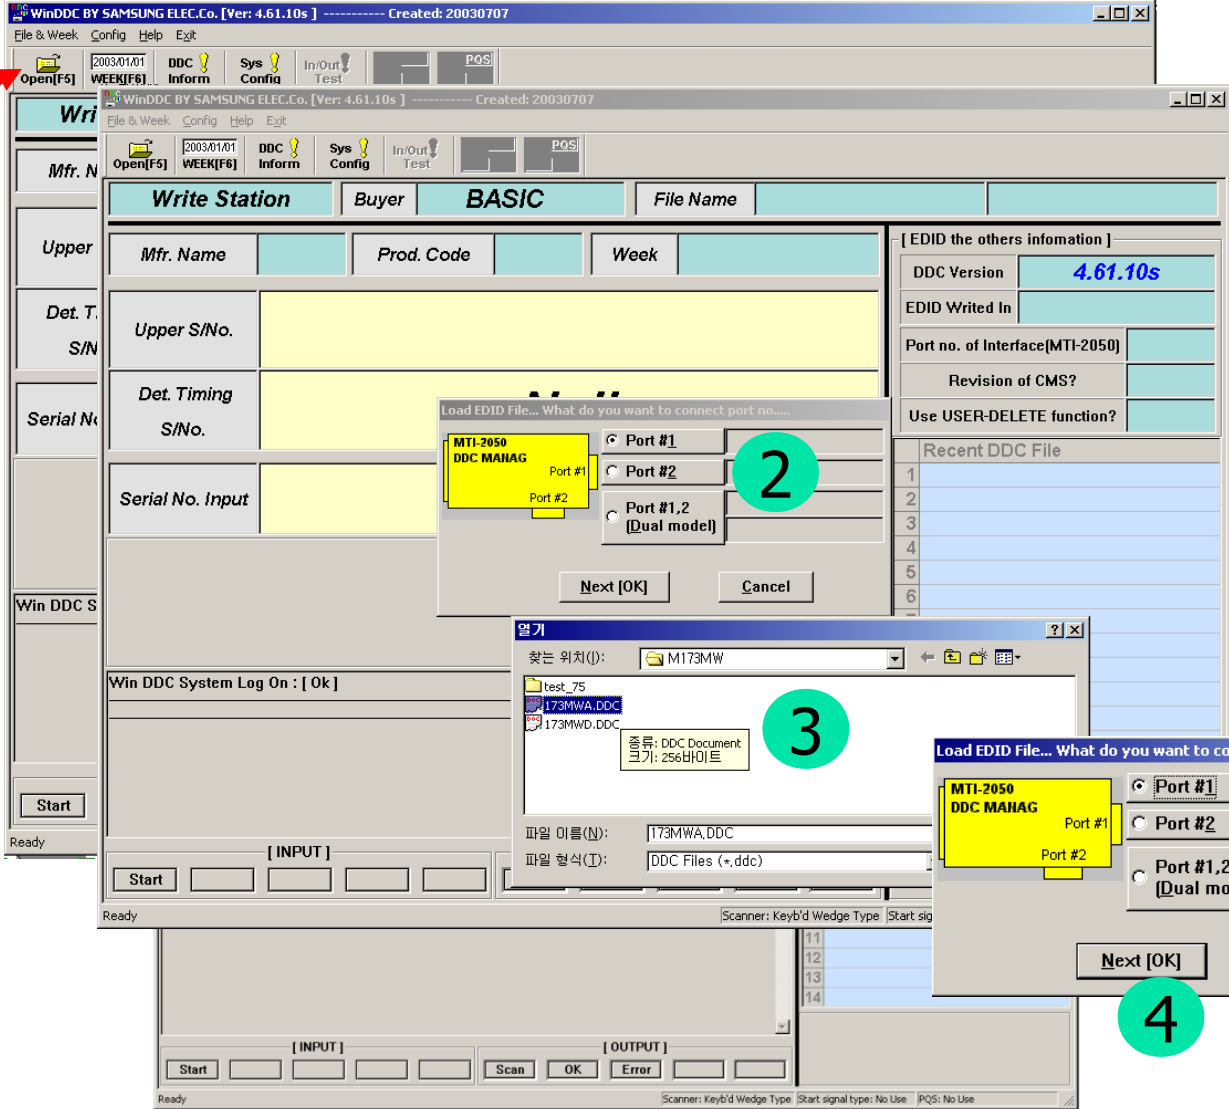 WinDDC BY SAMSUNG ELEC.Co. [Ver: 4.61.10s ] ----------- Created: 20030707
File & Week Config Help Exit
2003/01/01 DDC Sys In/Out PQS
Open[F5] WEEK[F6] Inform Config Test
WinDDC BY SAMSUNG ELEC.Co. [Ver: 4.61.10s ] ----------- Created: 20030707
File & Week Config Help Exit
2003/01/01 DDC Sys In/Out PQS
Open[F5] WEEK[F6] Inform Config Test
Wri
Mfr. N
Upper
Det. T.
S/N
Serial No
Win DDC S
Start
Ready
Write Station Buyer BASIC File Name
Mfr. Name Prod. Code Week
Upper S/No.
Det. Timing
S/No.
Serial No. Input
[ EDID the others infomation ]
DDC Version 4.61.10s
EDID Writed In
Port no. of Interface(MTI-2050)
Revision of CMS?
Use USER-DELETE function?
Recent DDC File
1
2
3
4
5
6
Load EDID File... What do you want to connect port no.....
MTI-2050
DDC MANAG
Port #1
Port #2
Port #1
Port #2
Port #1,2
(Dual model)
2
Next [OK] Cancel
열기
찾는 위치(I): M173MW
test_75
173MWA.DDC
173MWD.DDC
종류: DDC Document
크기: 256바이트
3
파일 이름(N): 173MWA.DDC
파일 형식(T): DDC Files (*.ddc)
Load EDID File... What do you want to co
MTI-2050
DDC MANAG
Port #1
Port #2
Port #1
Port #2
Port #1,2
(Dual mo
Next [OK]
4
Win DDC System Log On : [ Ok ]
[ INPUT ]
Start
Ready Scanner: Keyb'd Wedge Type Start sig
11
12
13
14
[ INPUT ] [ OUTPUT ]
Start Scan OK Error
Ready Scanner: Keyb'd Wedge Type Start signal type: No Use PQS: No Use